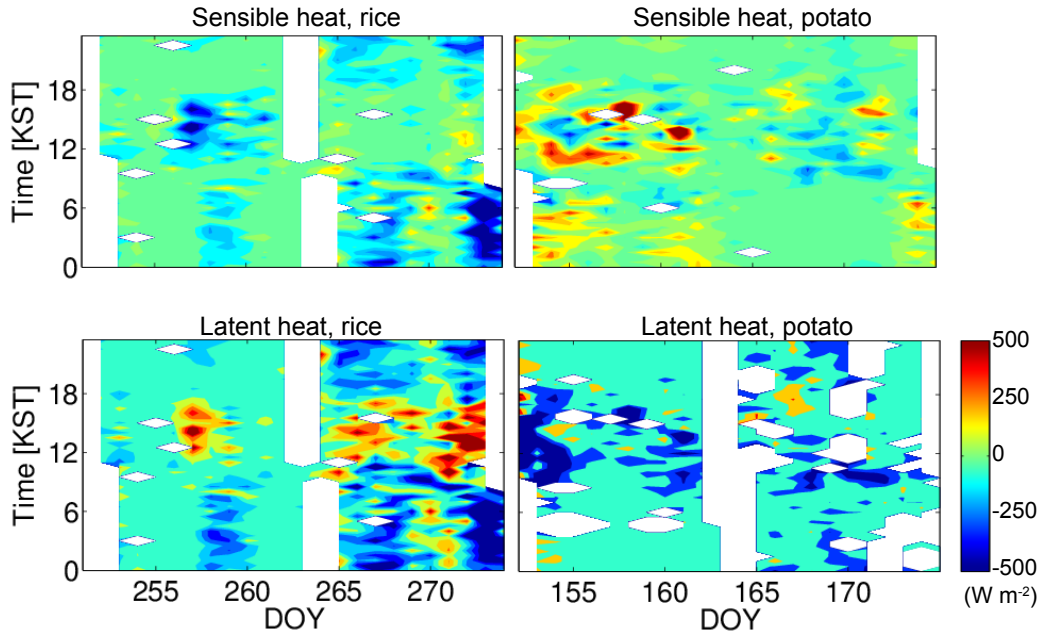 Sensible heat, rice
Sensible heat, potato
Time [KST]
18
12
6
0
Latent heat, rice
Latent heat, potato
Time [KST]
18
12
6
0
255 260 265 270
155 160 165 170
DOY
DOY
500
250
0
-250
-500
(W m-2)